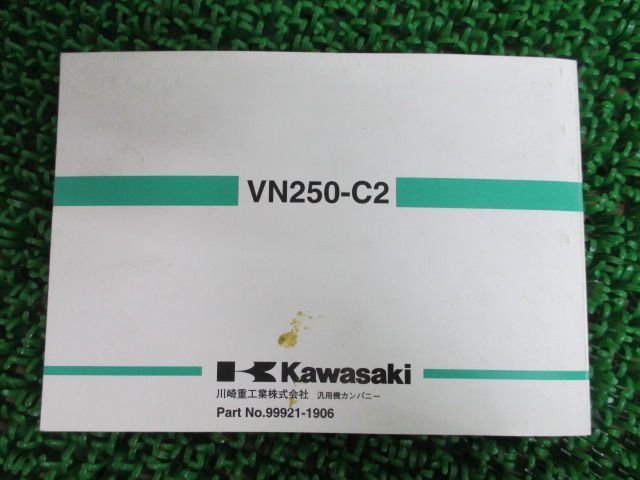 VN250-C2
Kawasaki
川崎重工業株式会社 汎用機カンパニー
Part No.99921-1906